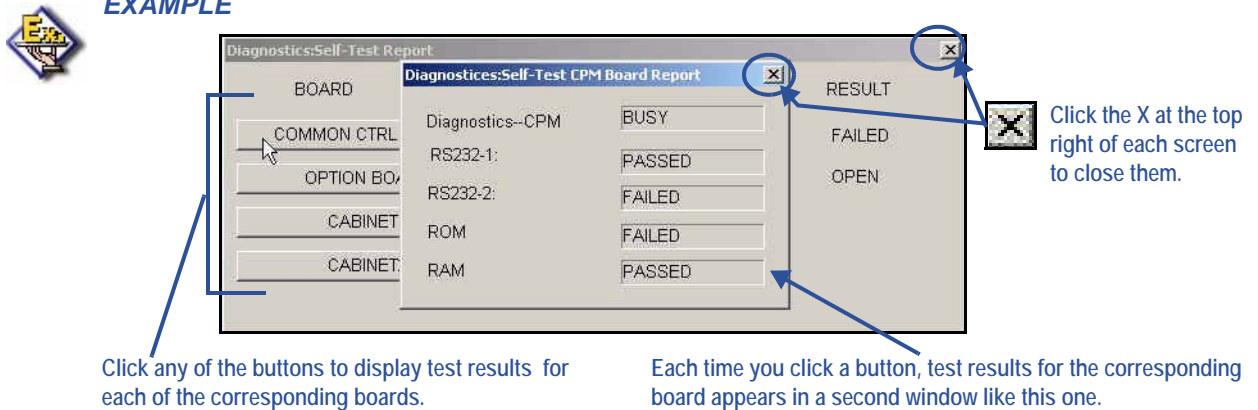 EXAMPLE
Exa
Diagnostics:Self-Test Report
BOARD
RESULT
COMMON CTRL
FAILED
OPTION BOA
OPEN
CABINET
CABINET
Diagnostices:Self-Test CPM Board Report
Diagnostics--CPM BUSY
RS232-1: PASSED
RS232-2: FAILED
ROM FAILED
RAM PASSED
Click the X at the top
right of each screen
to close them.
Click any of the buttons to display test results for
each of the corresponding boards.
Each time you click a button, test results for the corresponding
board appears in a second window like this one.